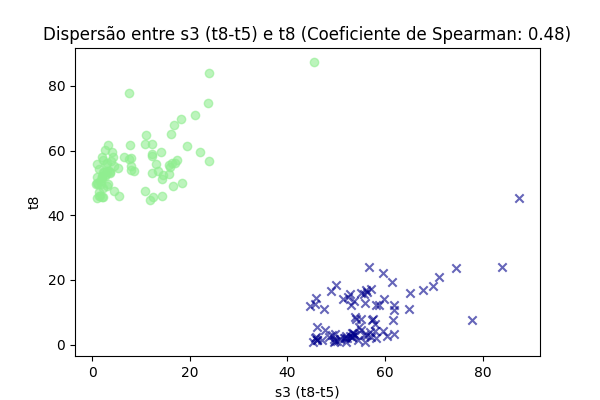 Dispersão entre s3 (t8-t5) e t8 (Coeficiente de Spearman: 0.48)
80
60
40
20
0
t8
0 20 40 60 80
s3 (t8-t5)